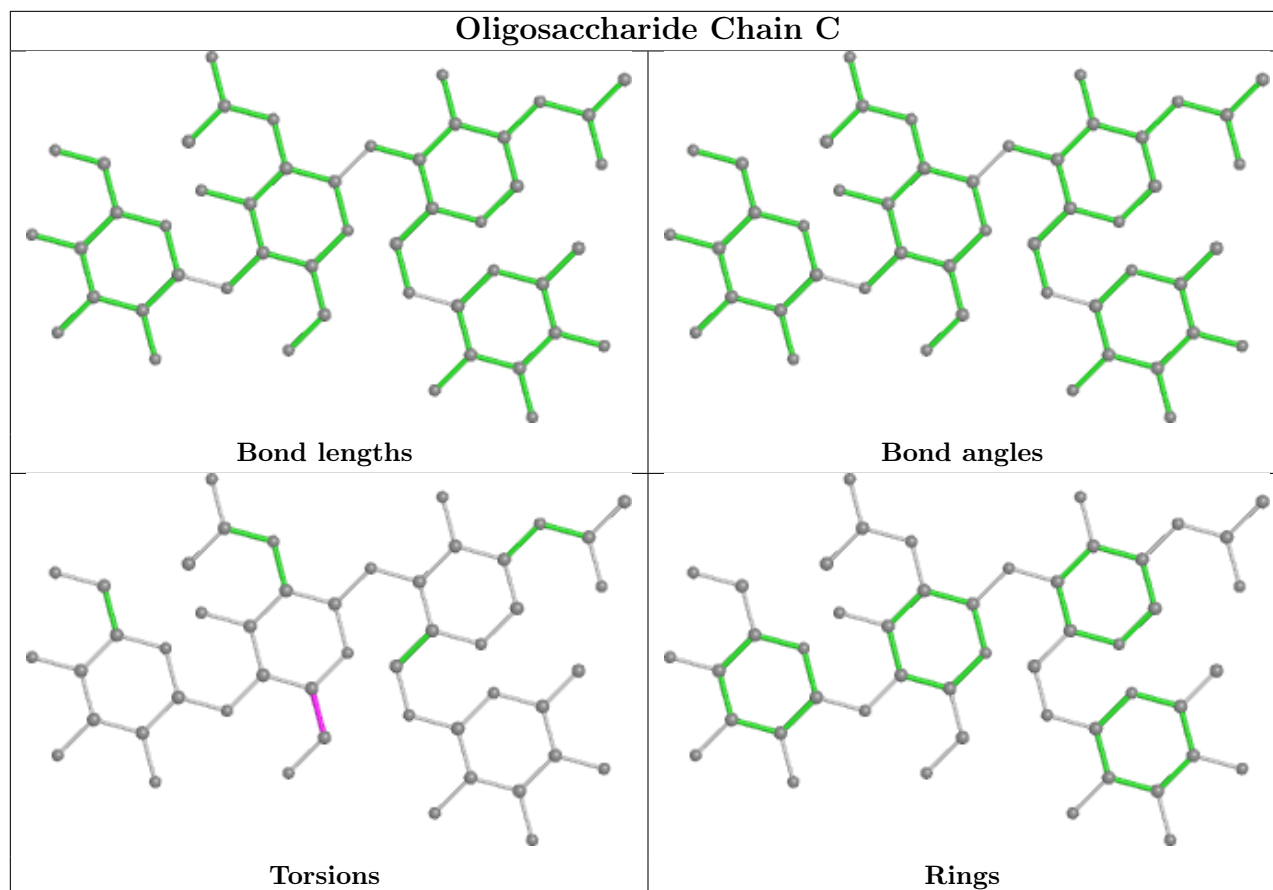 Oligosaccharide Chain C
Bond lengths
Bond angles
Torsions
Rings